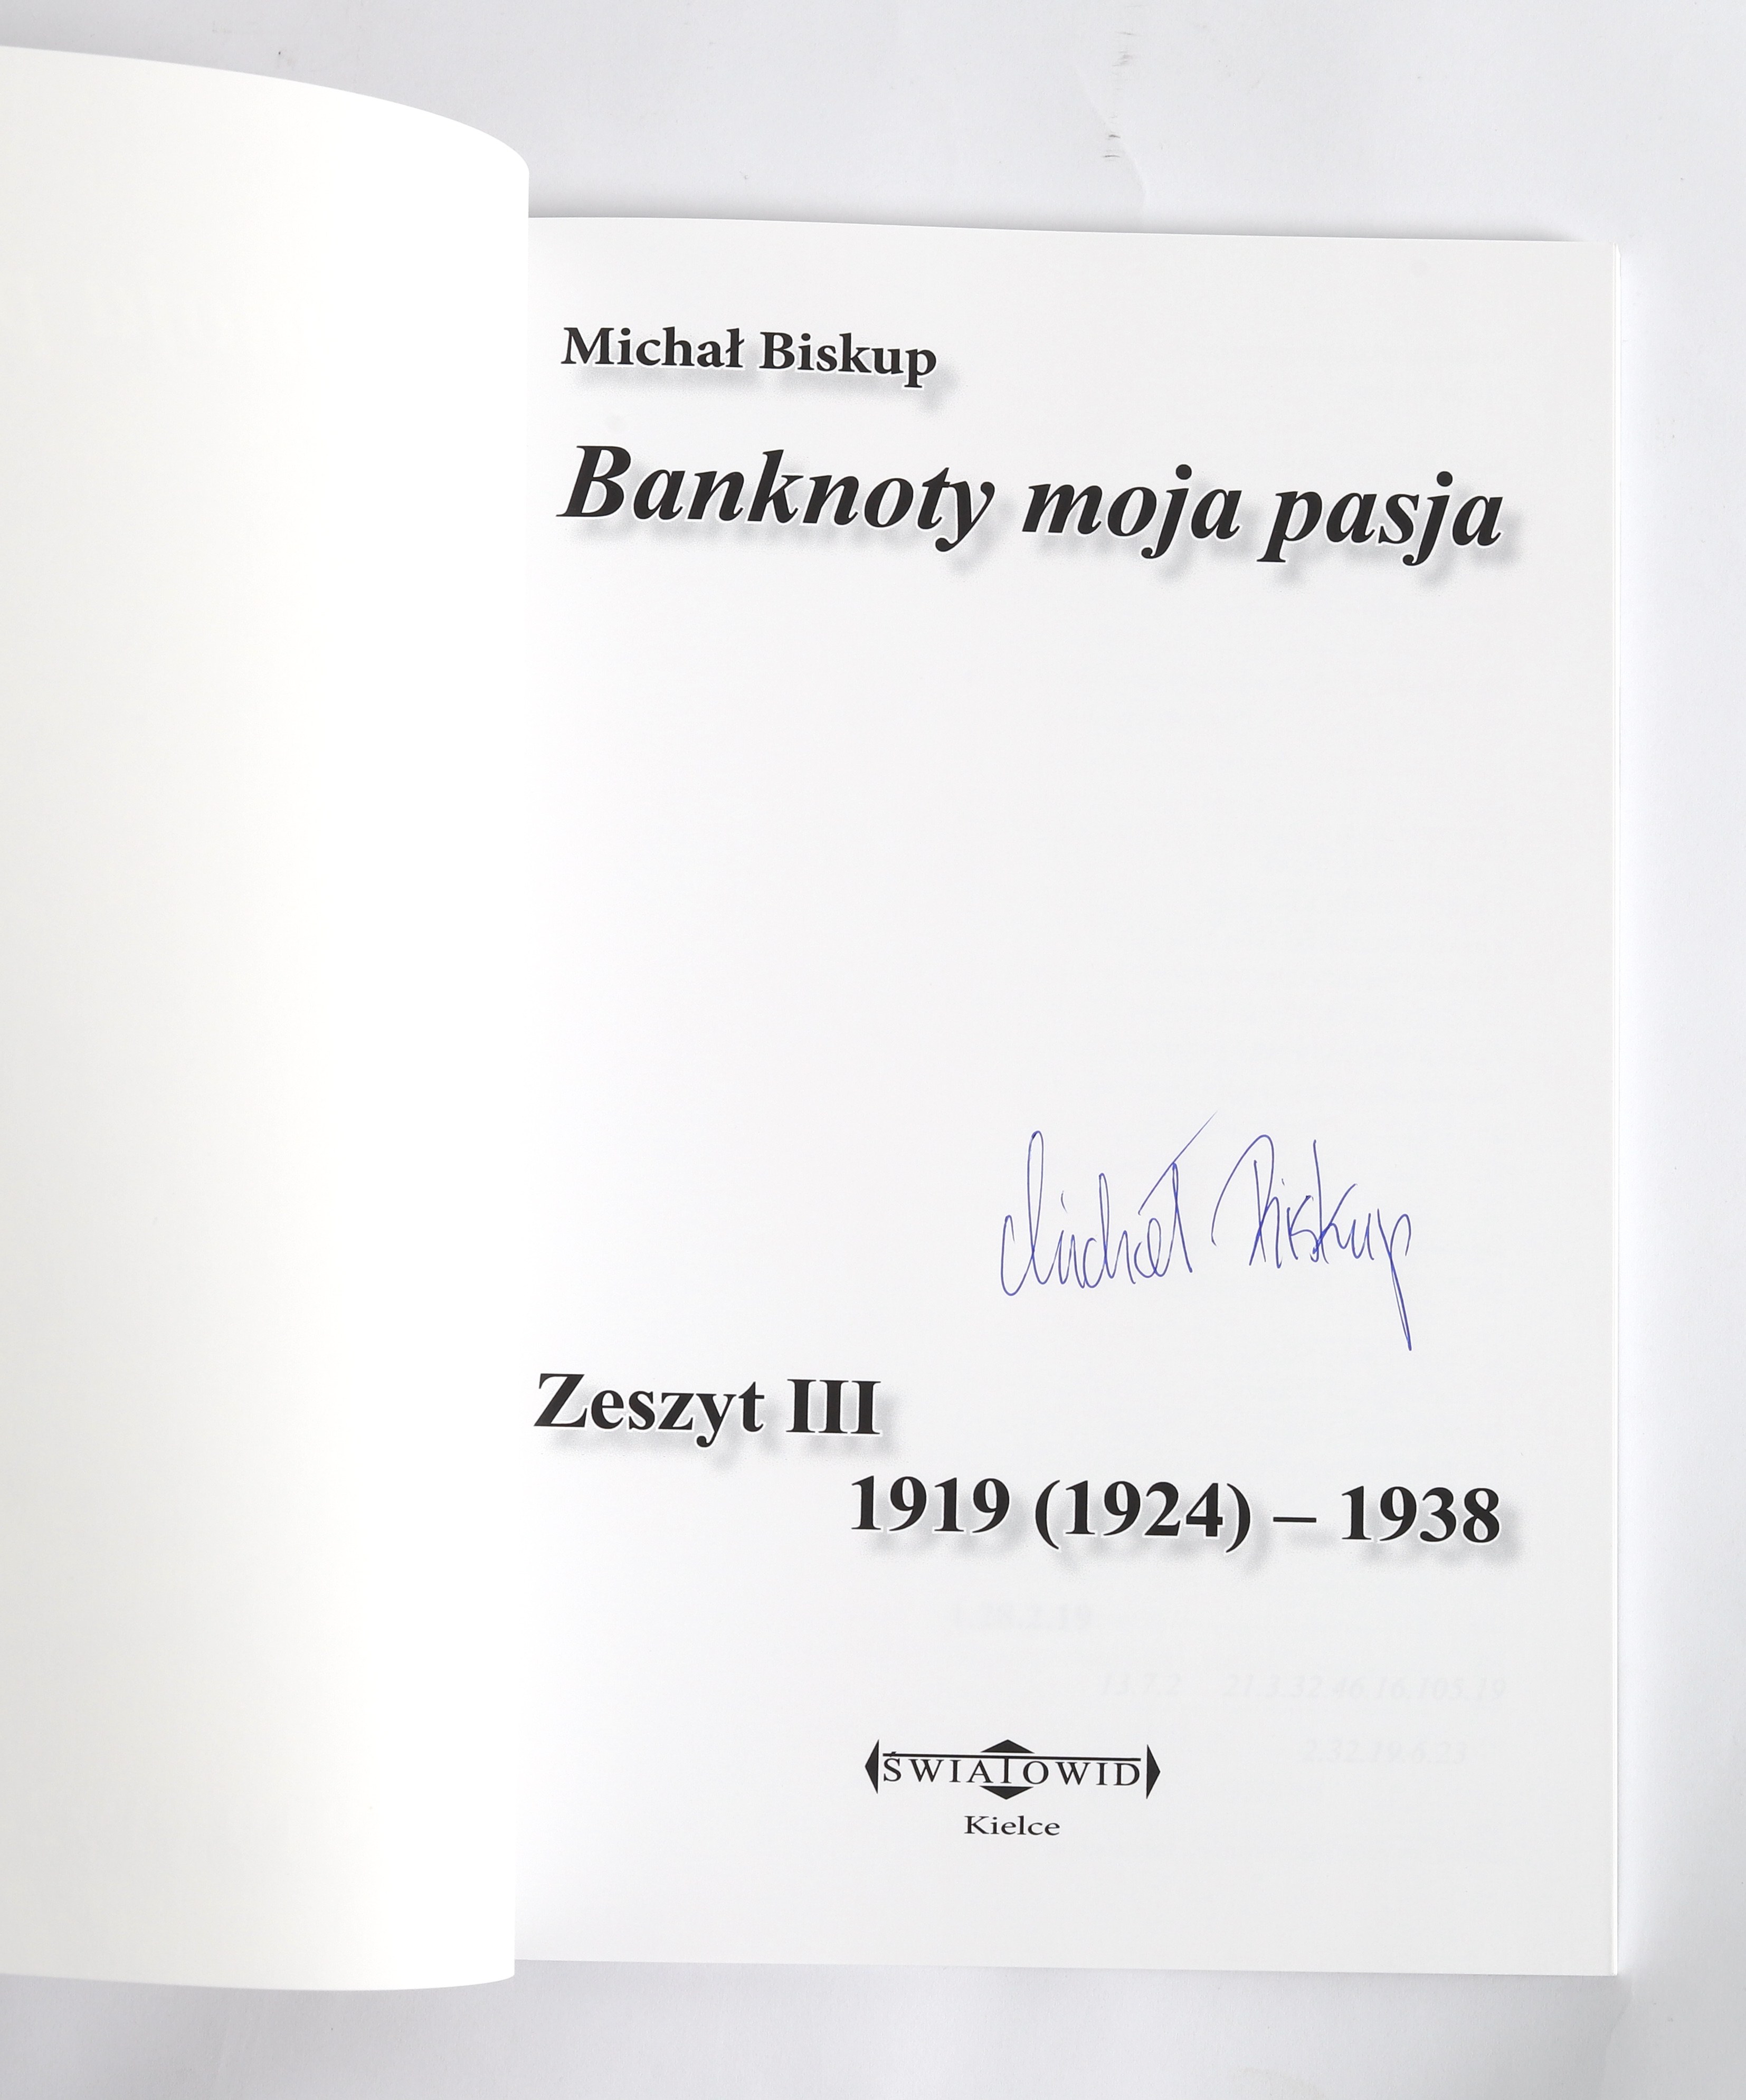 Michał Biskup
Banknoty moja pasja
Michał Biskup
Zeszyt III
1919 (1924) – 1938
ŚWIATOWID
Kielce